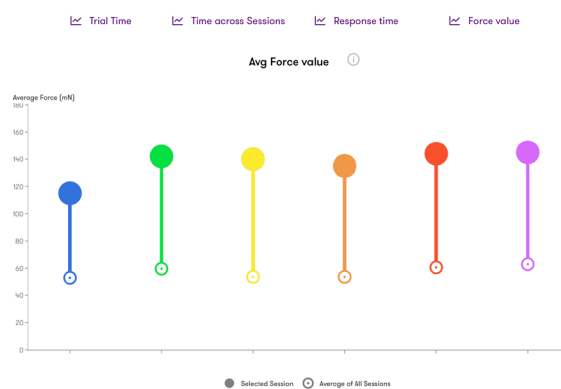 Trial Time
Time across Sessions
Response time
Force value
Avg Force value
Average Force (mN)
180
160
140
120
100
80
60
40
20
0
Selected Session
Average of All Sessions